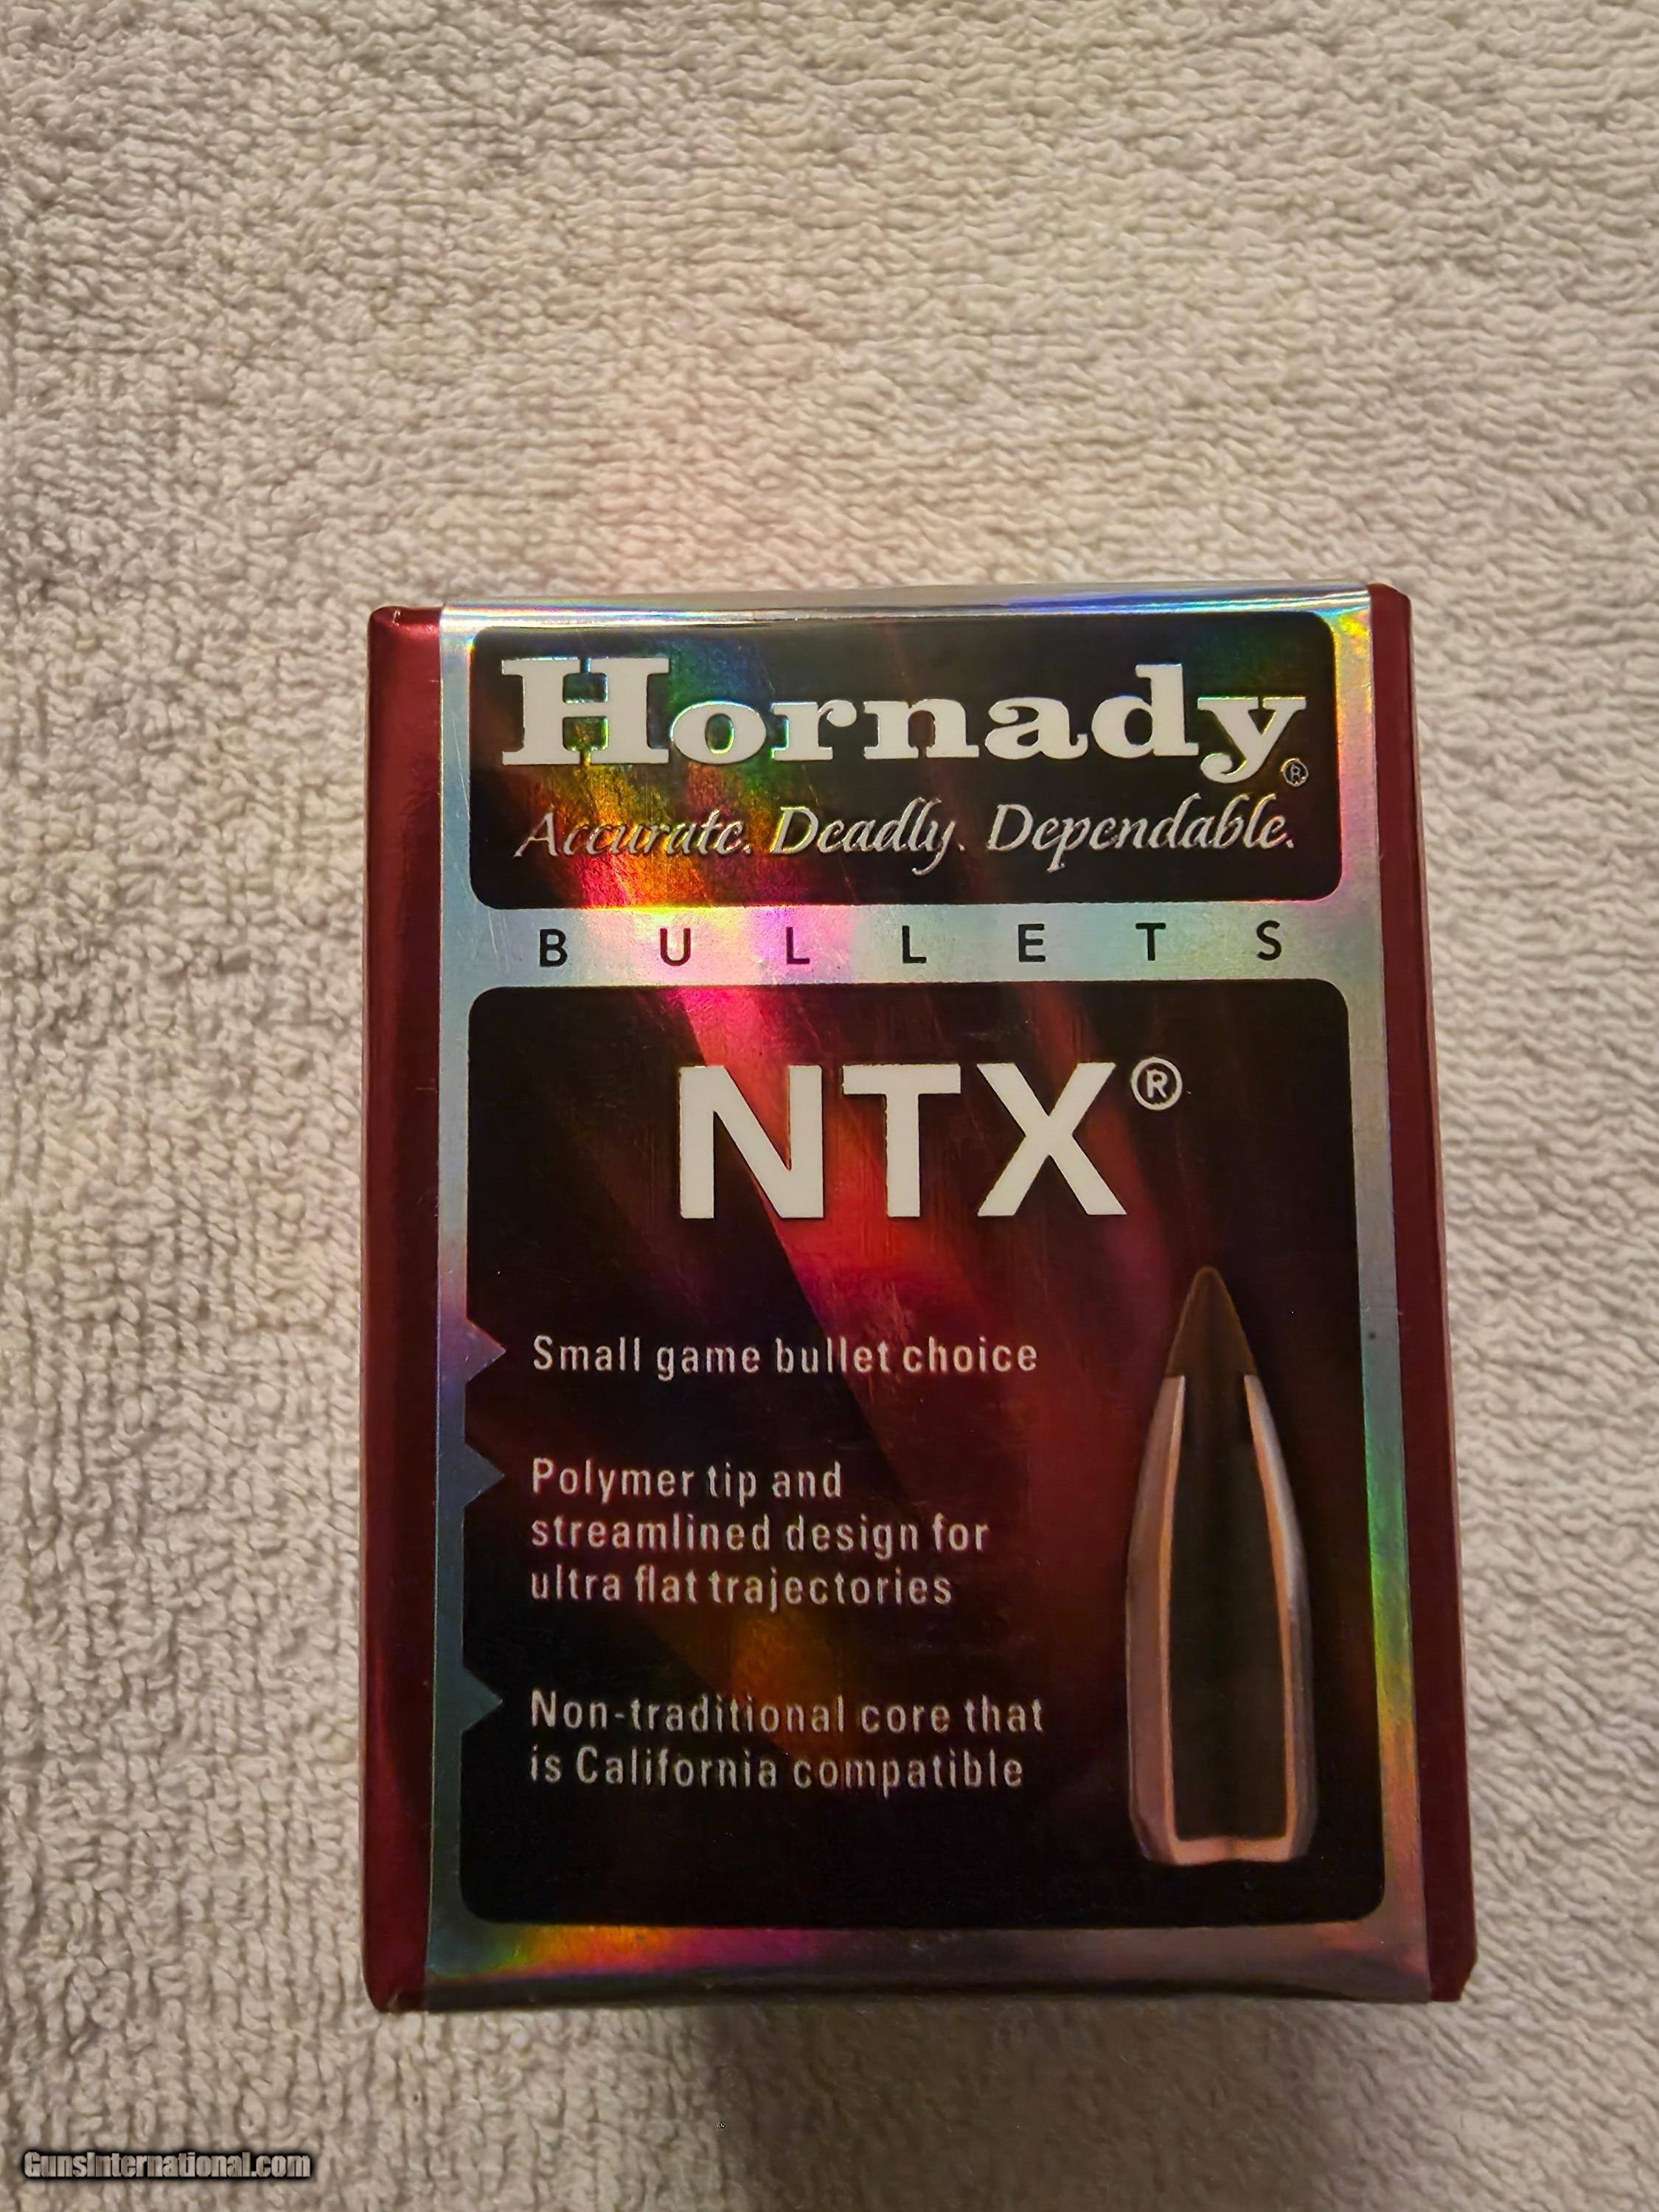 Hornady®
Accurate. Deadly. Dependable.
BULLETS
NTX®
Small game bullet choice
Polymer tip and
streamlined design for
ultra flat trajectories
Non-traditional core that
is California compatible
GunsInternational.com